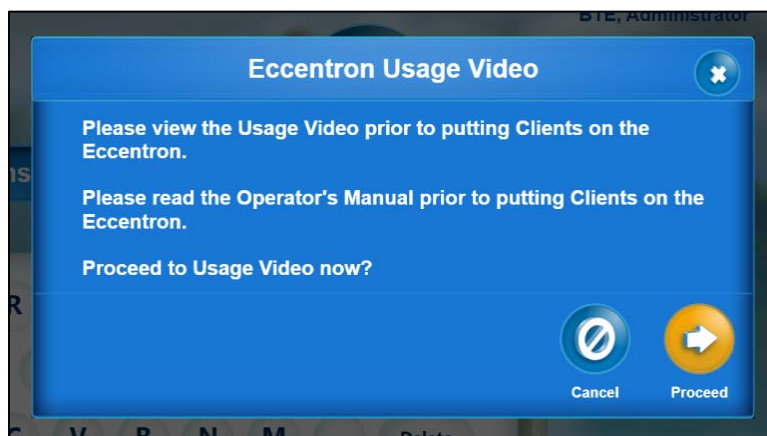 BTE, Administrator
Eccentron Usage Video
Please view the Usage Video prior to putting Clients on the
Eccentron.
Please read the Operator's Manual prior to putting Clients on the
Eccentron.
Proceed to Usage Video now?
R
Cancel Proceed
V B N M